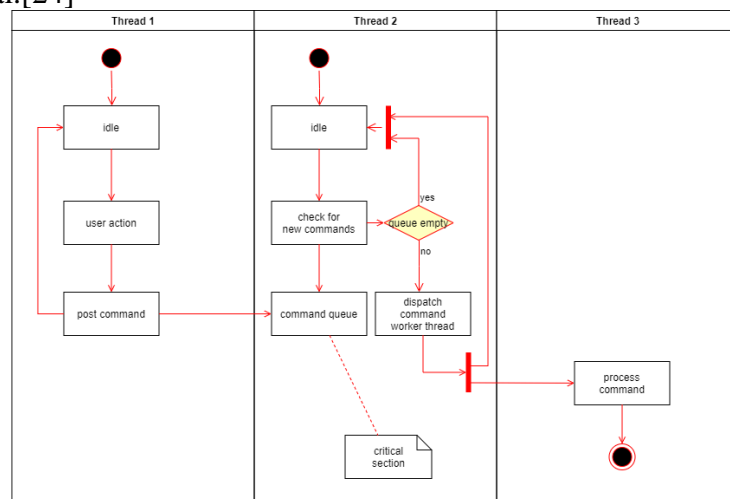 Thread 1
Thread 2
Thread 3
idle
idle
user action
check for
new commands
queue empty
yes
no
post command
command queue
dispatch
command
worker thread
process
command
critical
section